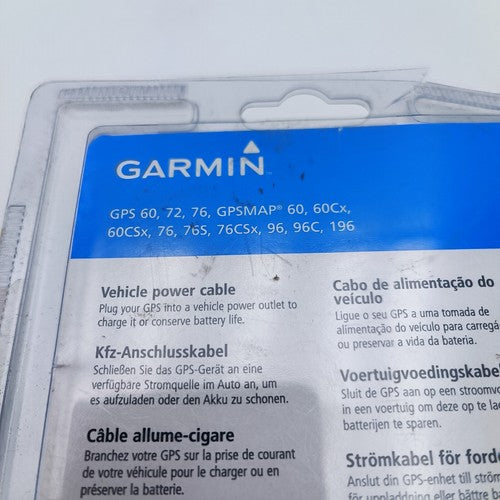 GARMIN
GPS 60, 72, 76, GPSMAP® 60, 60Cx,
60CSx, 76, 76S, 76CSx, 96, 96C, 196
Vehicle power cable
Plug your GPS into a vehicle power outlet to
charge it or conserve battery life.
Kfz-Anschlusskabel
Schließen Sie das GPS-Gerät an eine
verfügbare Stromquelle im Auto an, um
es aufzuladen oder den Akku zu schonen.
Câble allume-cigare
Branchez votre GPS sur la prise de courant
de votre véhicule pour le charger ou en
préserver la batterie.
Cabo de alimentação do
veículo
Ligue o seu GPS a uma tomada de
alimentação do veículo para carregá
ou preservar a vida da bateria.
Voertuigvoedingskabel
Sluit de GPS aan op een stroomvo
in een voertuig om deze op te la
batterijen te sparen.
Strömkabel för ford
Anslut din GPS-enhet till ström
för uppladdning eller bättre ba